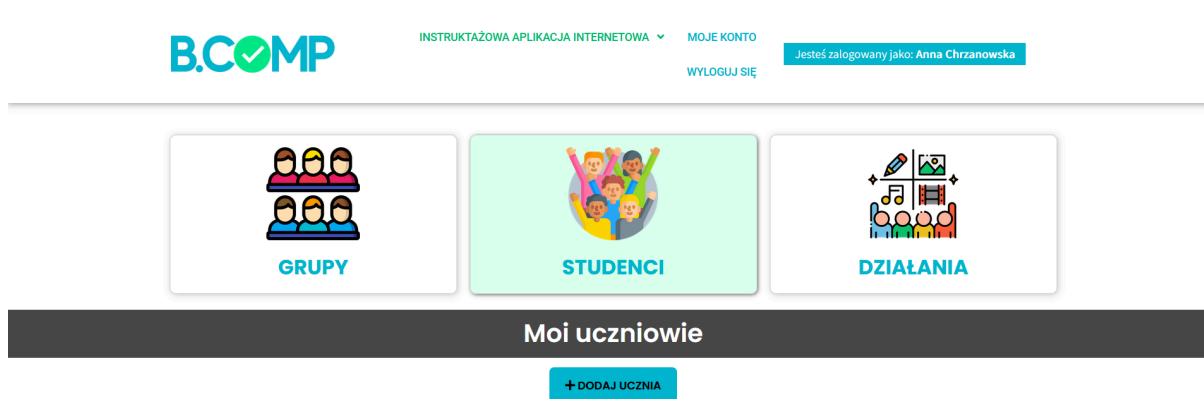 B.COMP
INSTRUKTAŻOWA APLIKACJA INTERNETOWA
MOJE KONTO
WYLOGUJ SIĘ
Jesteś zalogowany jako: Anna Chrzanowska
GRUPY
STUDENCI
DZIAŁANIA
Moi uczniowie
+ DODAJ UCZNIA